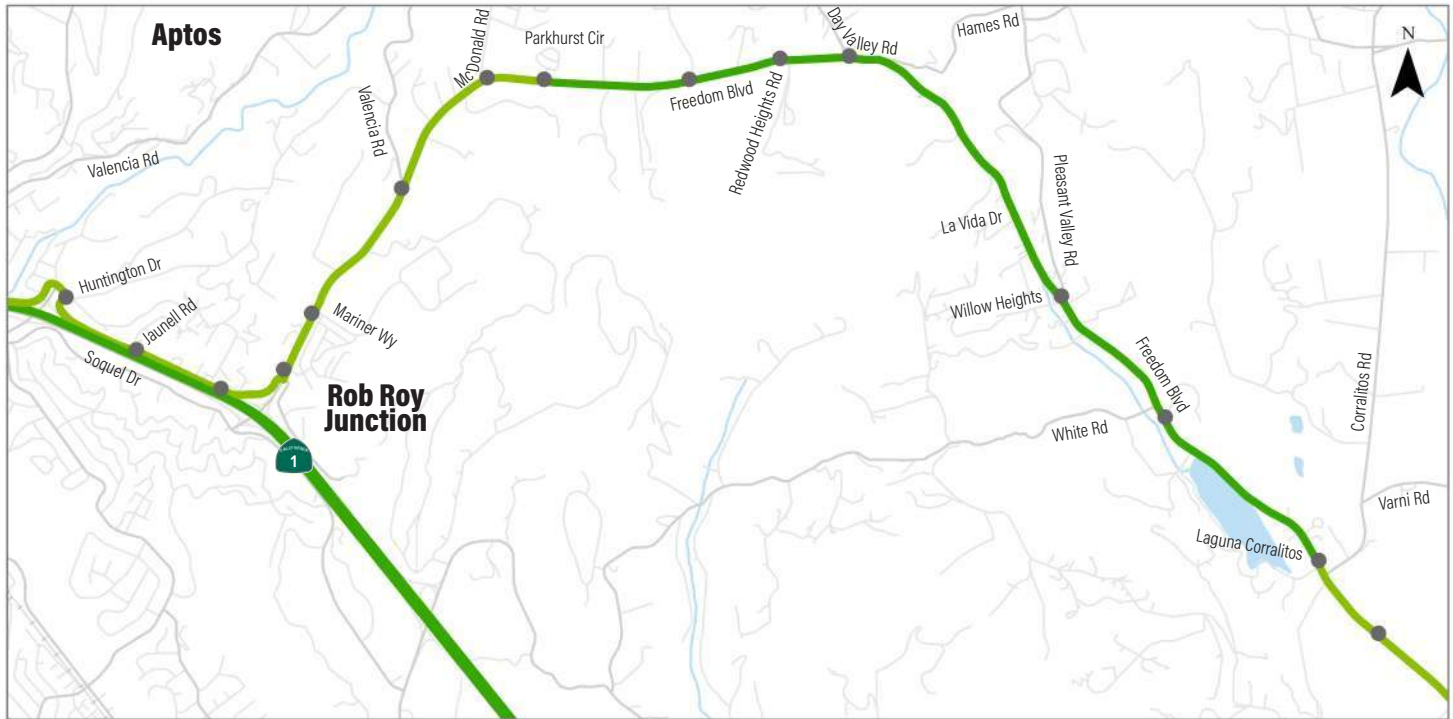 Aptos
McDonald Rd
Parkhurst Cir
Day Valley Rd
Hames Rd
N
Valencia Rd
Valencia Rd
Freedom Blvd
Redwood Heights Rd
Pleasant Valley Rd
La Vida Dr
Huntington Dr
Jaunell Rd
Mariner Wy
Willow Heights
Soquel Dr
Rob Roy
Junction
Freedom Blvd
Corralitos Rd
White Rd
CALIFORNIA
1
Varni Rd
Laguna Corralitos